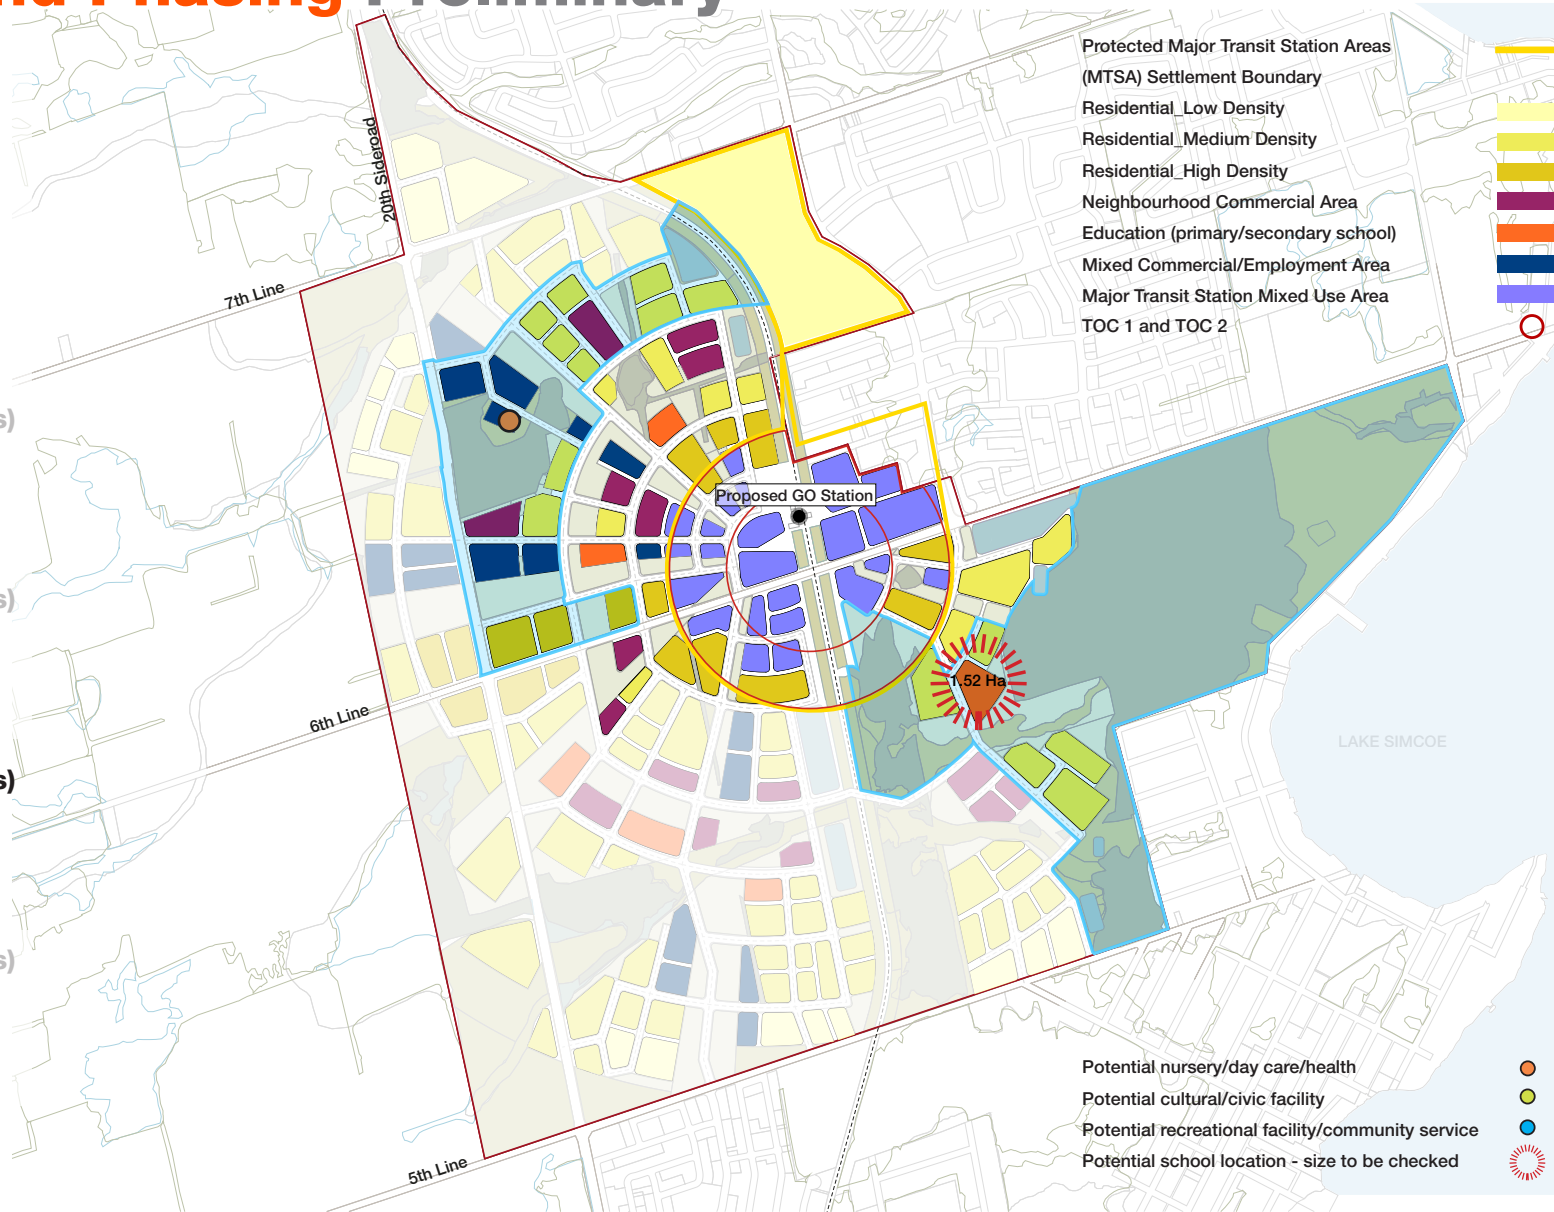 nd Phasing Preliminary
Protected Major Transit Station Areas
(MTSA) Settlement Boundary
Residential_Low Density
Residential_Medium Density
Residential_High Density
Neighbourhood Commercial Area
Education (primary/secondary school)
Mixed Commercial/Employment Area
Major Transit Station Mixed Use Area
TOC 1 and TOC 2
20th Sideroad
7th Line
s)
Proposed GO Station
s)
1.52 Ha
6th Line
LAKE SIMCOE
s)
s)
Potential nursery/day care/health
Potential cultural/civic facility
Potential recreational facility/community service
Potential school location - size to be checked
5th Line